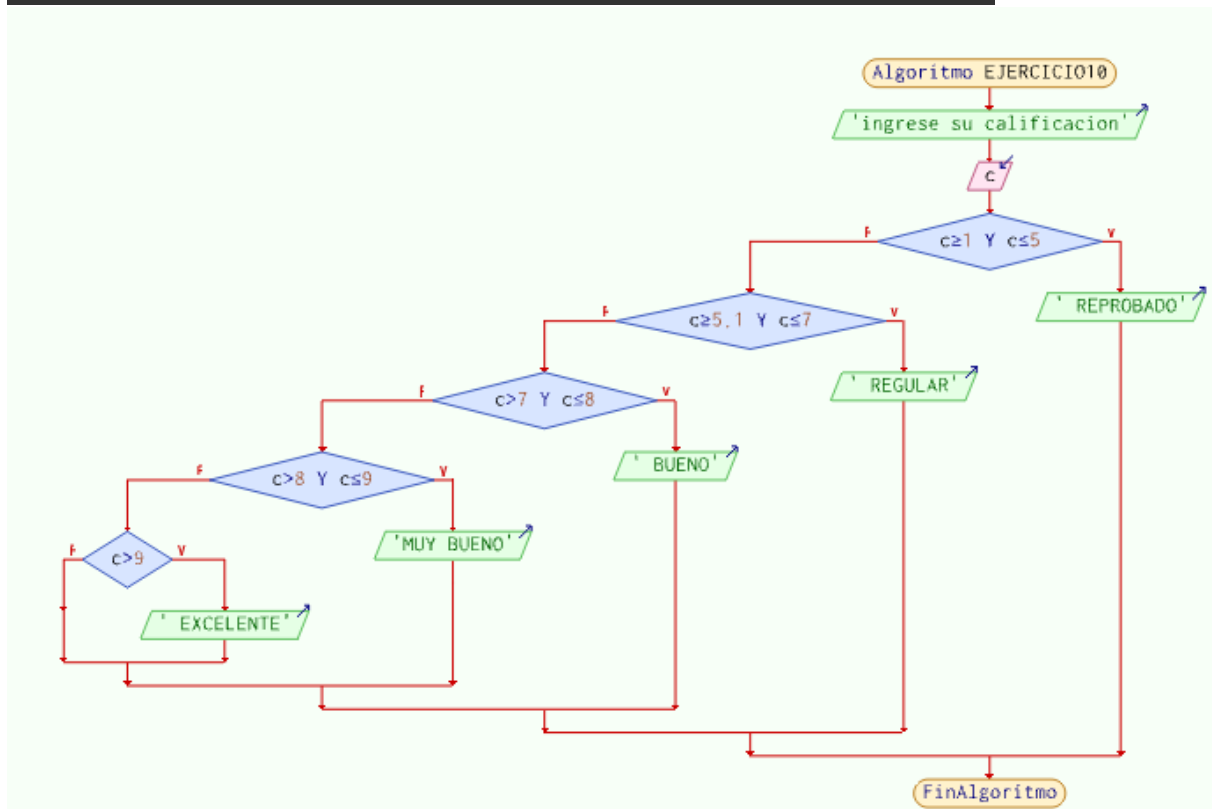 Algoritmo EJERCICIO10
'ingrese su calificacion'
c
F
c≥1 Y c≤5
V
' REPROBADO'
F
c≥5.1 Y c≤7
V
' REGULAR'
F
c>7 Y c≤8
V
' BUENO'
F
c>8 Y c≤9
V
'MUY BUENO'
F
c>9
V
' EXCELENTE'
FinAlgoritmo